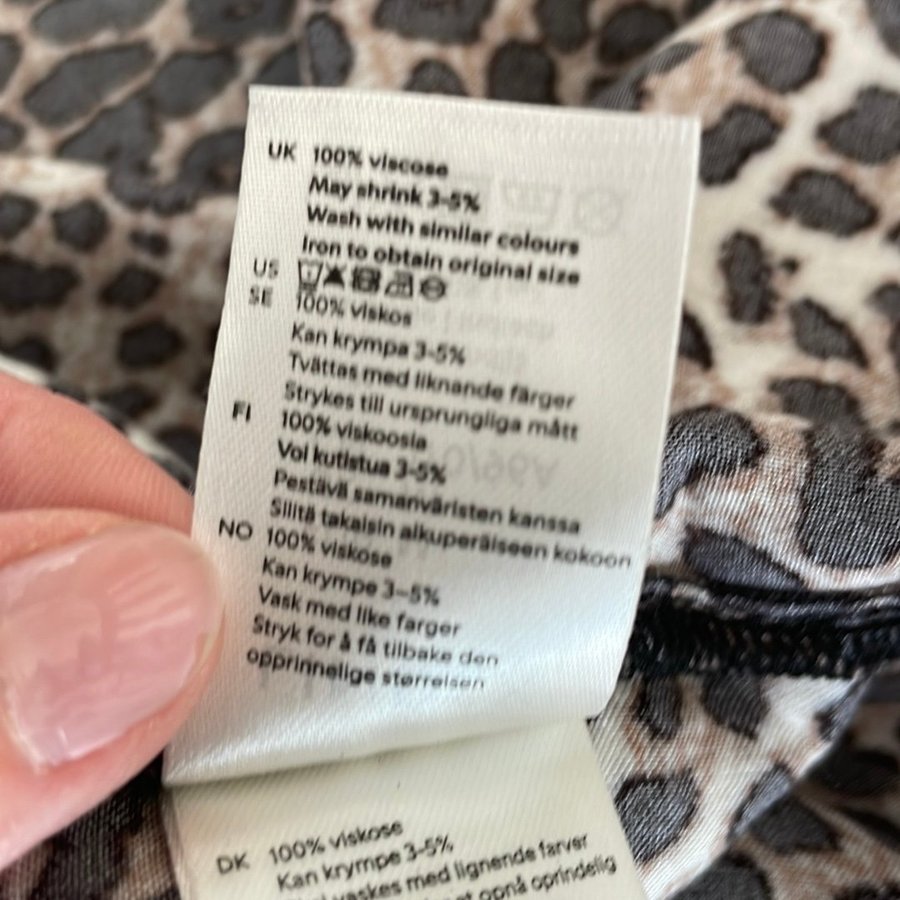 UK 100% viscose
May shrink 3-5%
Wash with similar colours
Iron to obtain original size
US
SE 100% viskos
Kan krympa 3-5%
Tvättas med liknande färger
Strykes till ursprungliga mått
FI 100% viskoosia
Voi kutistua 3-5%
Pestävä samanväristen kanssa
Silitä takaisin alkuperäiseen kokoon
NO 100% viskose
Kan krympe 3-5%
Vask med like farger
Stryk for å få tilbake den
opprinnelige størrelsen
DK 100% viskose
Kan krympe 3-5%
vaskes med lignende farver
opnå oprindelig